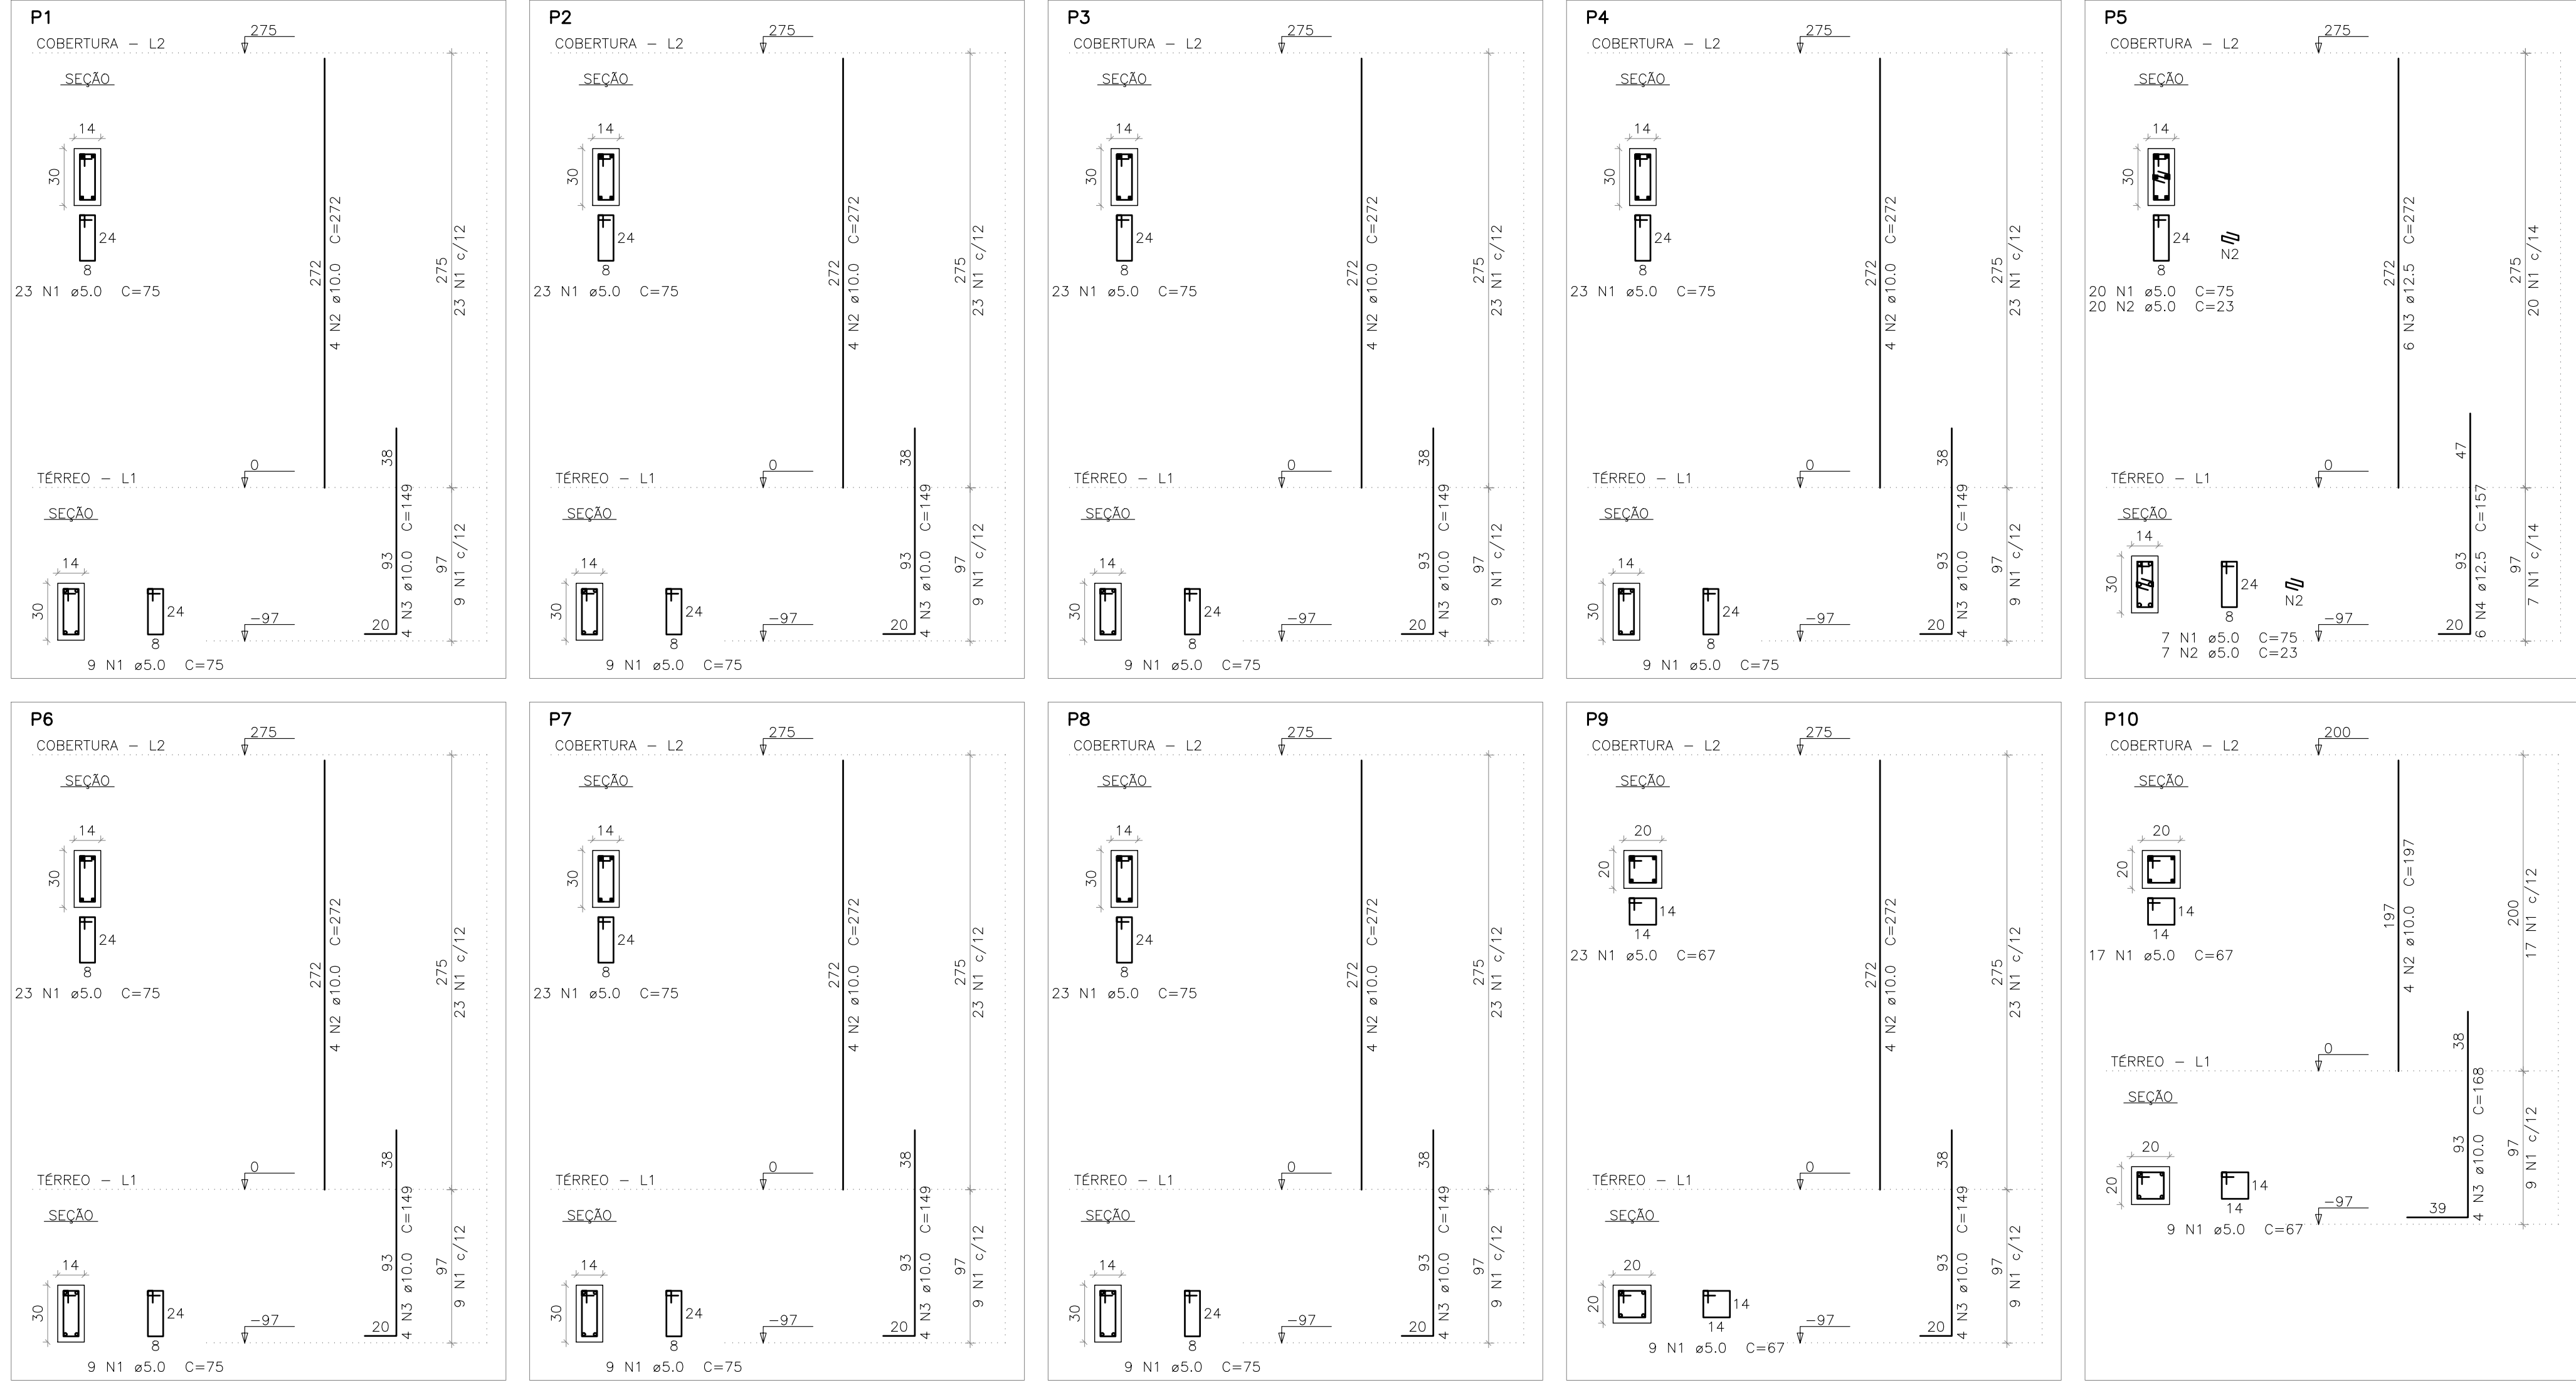 P1
275
COBERTURA – L2
SEÇÃO
14
30
24
8
23 N1 ø5.0 C=75
272
4 N2 ø10.0 C=272
275
23 N1 c/12
38
0
TÉRREO – L1
SEÇÃO
14
30
24
8
9 N1 ø5.0 C=75
-97
20
93
4 N3 ø10.0 C=149
97
9 N1 c/12
P2
275
COBERTURA – L2
SEÇÃO
14
30
24
8
23 N1 ø5.0 C=75
272
4 N2 ø10.0 C=272
275
23 N1 c/12
38
0
TÉRREO – L1
SEÇÃO
14
30
24
8
9 N1 ø5.0 C=75
-97
20
93
4 N3 ø10.0 C=149
97
9 N1 c/12
P3
275
COBERTURA – L2
SEÇÃO
14
30
24
8
23 N1 ø5.0 C=75
272
4 N2 ø10.0 C=272
275
23 N1 c/12
38
0
TÉRREO – L1
SEÇÃO
14
30
24
8
9 N1 ø5.0 C=75
-97
20
93
4 N3 ø10.0 C=149
97
9 N1 c/12
P4
275
COBERTURA – L2
SEÇÃO
14
30
24
8
23 N1 ø5.0 C=75
272
4 N2 ø10.0 C=272
275
23 N1 c/12
38
0
TÉRREO – L1
SEÇÃO
14
30
24
8
9 N1 ø5.0 C=75
-97
20
93
4 N3 ø10.0 C=149
97
9 N1 c/12
P5
275
COBERTURA – L2
SEÇÃO
14
30
24
8
N2
20 N1 ø5.0 C=75
20 N2 ø5.0 C=23
272
6 N3 ø12.5 C=272
275
20 N1 c/14
47
0
TÉRREO – L1
SEÇÃO
14
30
24
8
N2
7 N1 ø5.0 C=75
7 N2 ø5.0 C=23
-97
20
93
6 N4 ø12.5 C=157
97
7 N1 c/14
P6
275
COBERTURA – L2
SEÇÃO
14
30
24
8
23 N1 ø5.0 C=75
272
4 N2 ø10.0 C=272
275
23 N1 c/12
38
0
TÉRREO – L1
SEÇÃO
14
30
24
8
9 N1 ø5.0 C=75
-97
20
93
4 N3 ø10.0 C=149
97
9 N1 c/12
P7
275
COBERTURA – L2
SEÇÃO
14
30
24
8
23 N1 ø5.0 C=75
272
4 N2 ø10.0 C=272
275
23 N1 c/12
38
0
TÉRREO – L1
SEÇÃO
14
30
24
8
9 N1 ø5.0 C=75
-97
20
93
4 N3 ø10.0 C=149
97
9 N1 c/12
P8
275
COBERTURA – L2
SEÇÃO
14
30
24
8
23 N1 ø5.0 C=75
272
4 N2 ø10.0 C=272
275
23 N1 c/12
38
0
TÉRREO – L1
SEÇÃO
14
30
24
8
9 N1 ø5.0 C=75
-97
20
93
4 N3 ø10.0 C=149
97
9 N1 c/12
P9
275
COBERTURA – L2
SEÇÃO
20
20
14
14
23 N1 ø5.0 C=67
272
4 N2 ø10.0 C=272
275
23 N1 c/12
38
0
TÉRREO – L1
SEÇÃO
20
20
14
14
9 N1 ø5.0 C=67
-97
20
93
4 N3 ø10.0 C=149
97
9 N1 c/12
P10
200
COBERTURA – L2
SEÇÃO
20
20
14
14
17 N1 ø5.0 C=67
197
4 N2 ø10.0 C=197
200
17 N1 c/12
38
0
TÉRREO – L1
SEÇÃO
20
20
14
14
9 N1 ø5.0 C=67
-97
39
93
4 N3 ø10.0 C=168
97
9 N1 c/12